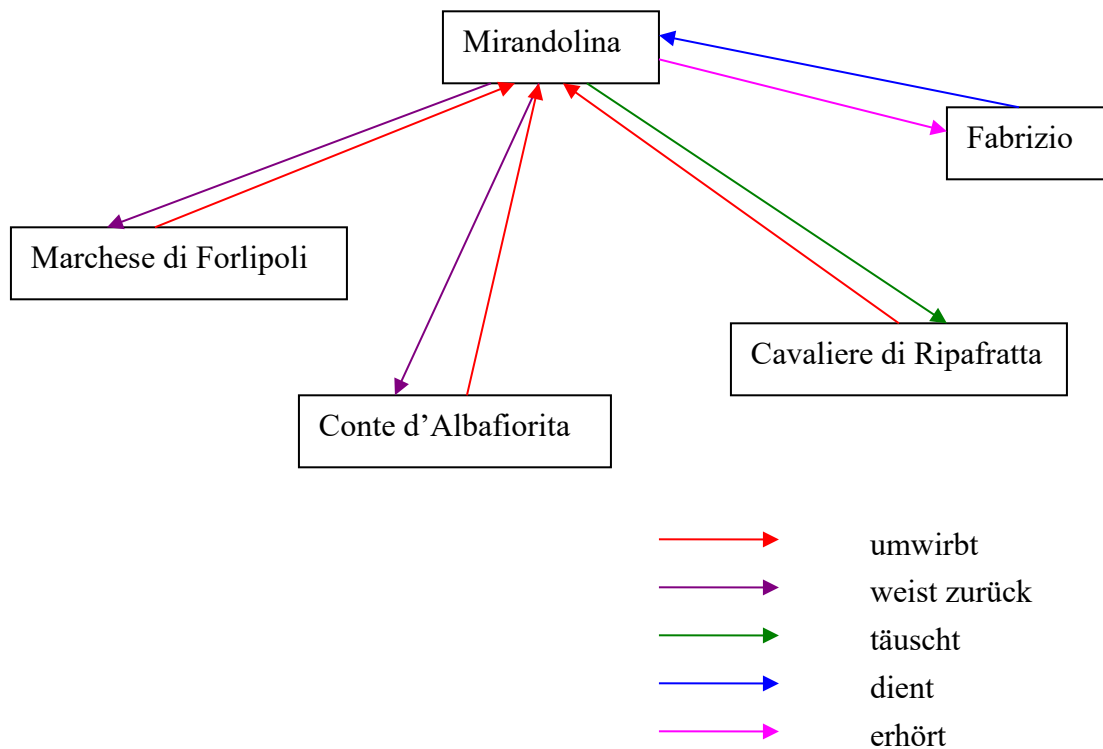 Mirandolina
Fabrizio
Marchese di Forlipoli
Cavaliere di Ripafratta
Conte d’Albafiorita
umwirbt
weist zurück
täuscht
dient
erhört